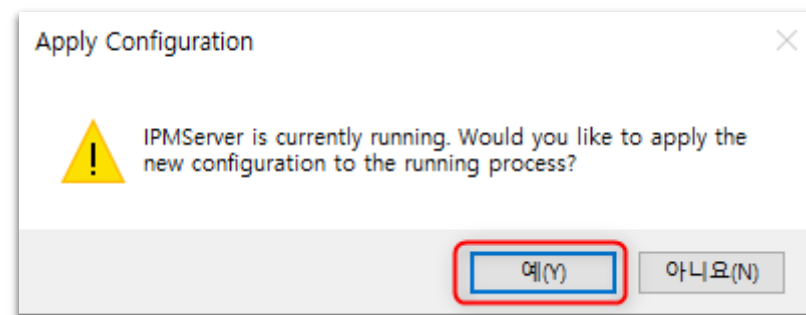 Apply Configuration
IPMServer is currently running. Would you like to apply the
new configuration to the running process?
예(Y)
아니요(N)